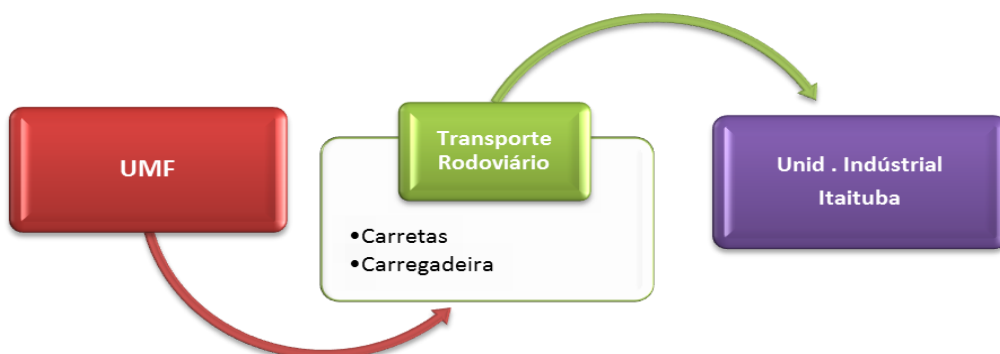 UMF
Transporte
Rodoviário
•Carretas
•Carregadeira
Unid . Indústrial
Itaituba